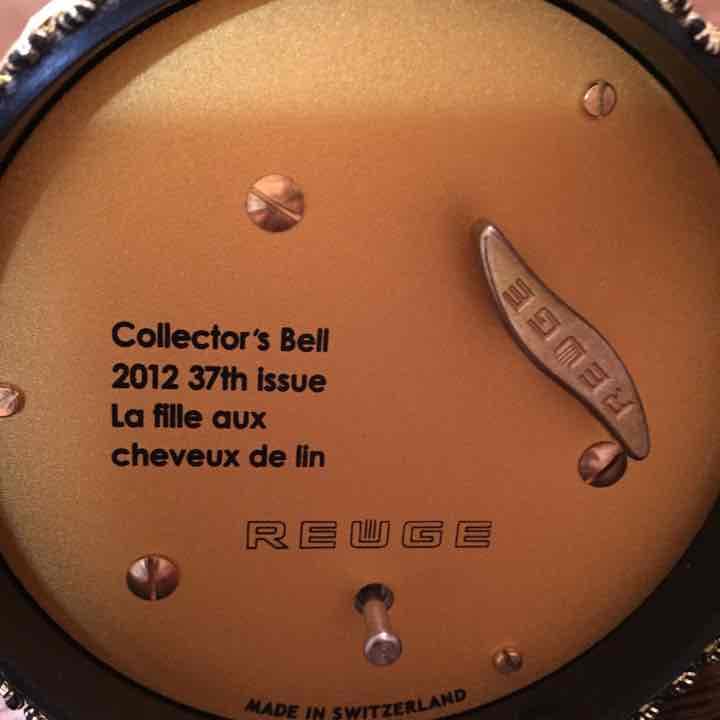 Collector's Bell
2012 37th issue
La fille aux
cheveux de lin
REUGE
REUGE
MADE IN SWITZERLAND